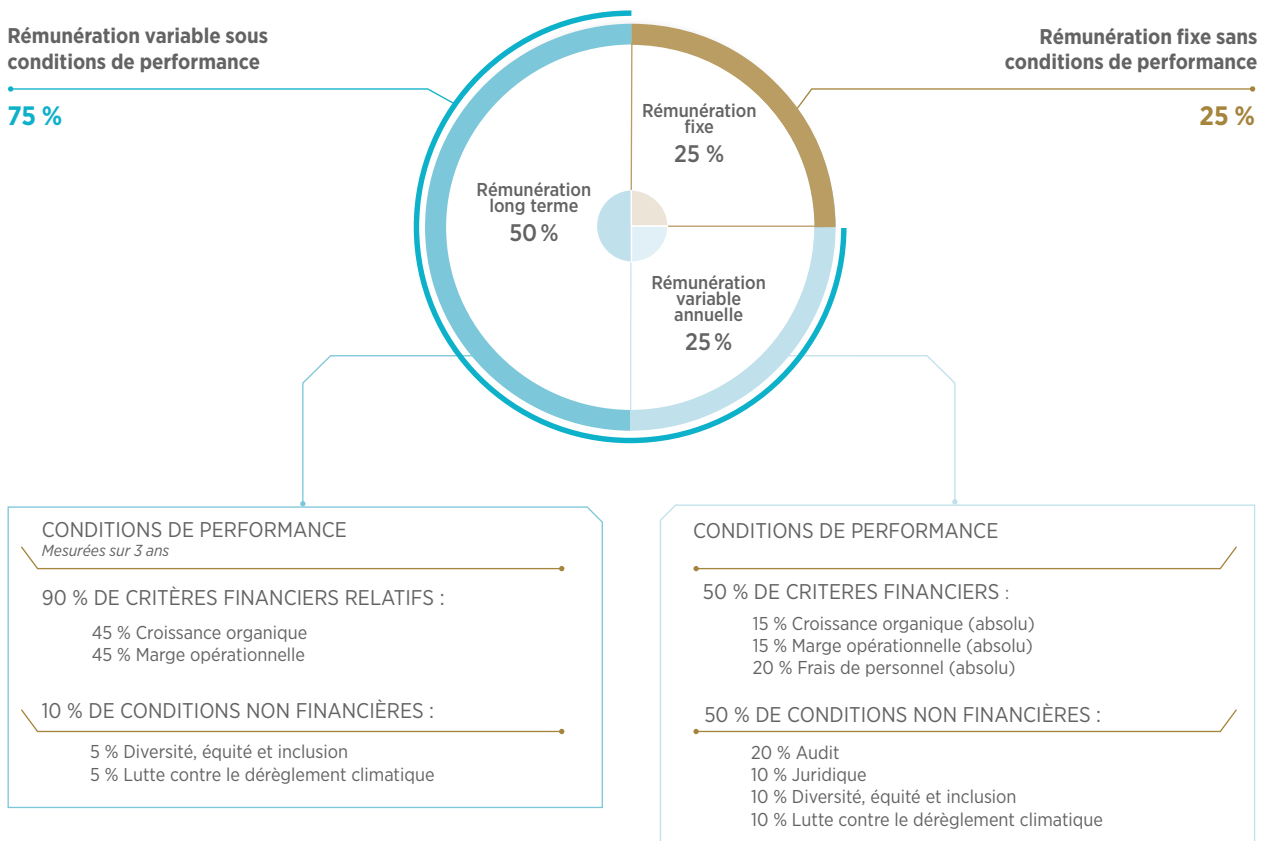 Rémunération variable sous
conditions de performance
75 %
Rémunération fixe sans
conditions de performance
25 %
Rémunération
fixe
25 %
Rémunération
long terme
50 %
Rémunération
variable
annuelle
25 %
CONDITIONS DE PERFORMANCE
Mesurées sur 3 ans
90 % DE CRITÈRES FINANCIERS RELATIFS :
45 % Croissance organique
45 % Marge opérationnelle
10 % DE CONDITIONS NON FINANCIÈRES :
5 % Diversité, équité et inclusion
5 % Lutte contre le dérèglement climatique
CONDITIONS DE PERFORMANCE
50 % DE CRITERES FINANCIERS :
15 % Croissance organique (absolu)
15 % Marge opérationnelle (absolu)
20 % Frais de personnel (absolu)
50 % DE CONDITIONS NON FINANCIÈRES :
20 % Audit
10 % Juridique
10 % Diversité, équité et inclusion
10 % Lutte contre le dérèglement climatique